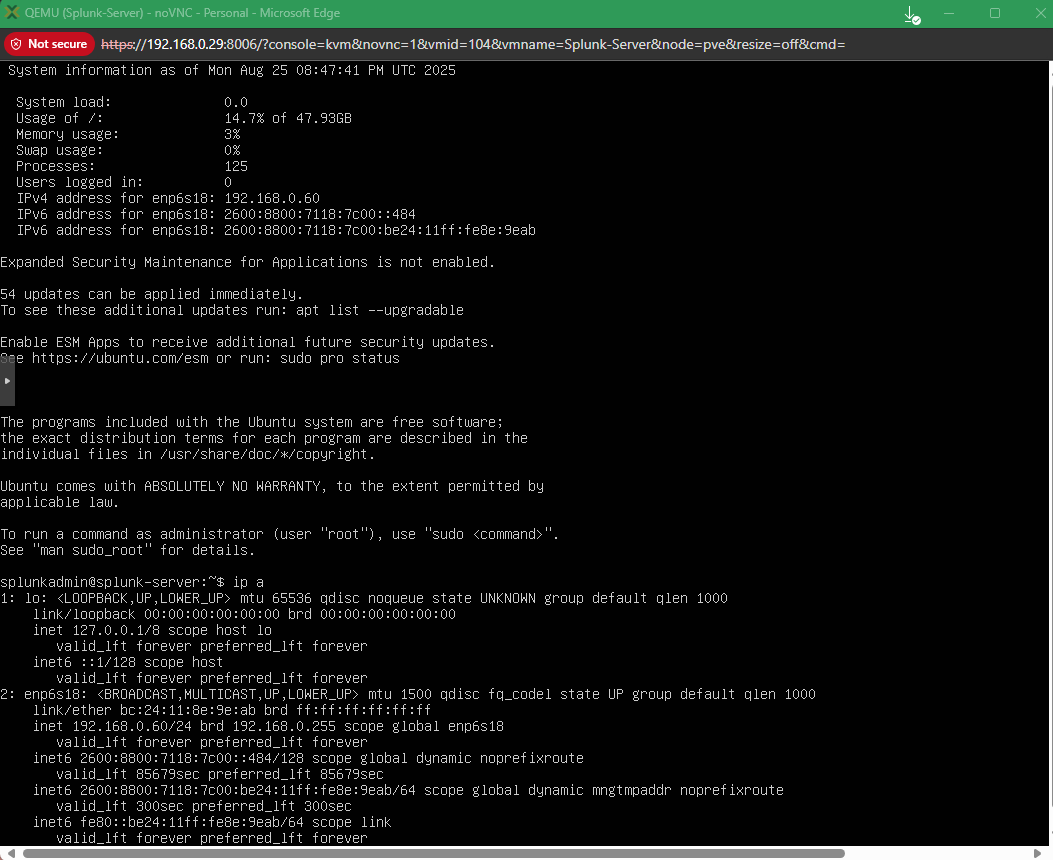 QEMU (Splunk-Server) - noVNC - Personal - Microsoft Edge
Not secure https://192.168.0.29:8006/?console=kvm&novnc=1&vmid=104&vmname=Splunk-Server&node=pve&resize=off&cmd=
System information as of Mon Aug 25 08:47:41 PM UTC 2025
System load: 0.0
Usage of /: 14.7% of 47.93GB
Memory usage: 3%
Swap usage: 0%
Processes: 125
Users logged in: 0
IPv4 address for enp6s18: 192.168.0.60
IPv6 address for enp6s18: 2600:8800:7118:7c00::484
IPv6 address for enp6s18: 2600:8800:7118:7c00:be24:11ff:fe8e:9eab
Expanded Security Maintenance for Applications is not enabled.
54 updates can be applied immediately.
To see these additional updates run: apt list --upgradable
Enable ESM Apps to receive additional future security updates.
See https://ubuntu.com/esm or run: sudo pro status
The programs included with the Ubuntu system are free software;
the exact distribution terms for each program are described in the
individual files in /usr/share/doc/*/copyright.
Ubuntu comes with ABSOLUTELY NO WARRANTY, to the extent permitted by
applicable law.
To run a command as administrator (user "root"), use "sudo <command>".
See "man sudo_root" for details.
splunkadmin@splunk-server:~$ ip a
1: lo: <LOOPBACK,UP,LOWER_UP> mtu 65536 qdisc noqueue state UNKNOWN group default qlen 1000
link/loopback 00:00:00:00:00:00 brd 00:00:00:00:00:00
inet 127.0.0.1/8 scope host lo
valid_lft forever preferred_lft forever
inet6 ::1/128 scope host
valid_lft forever preferred_lft forever
2: enp6s18: <BROADCAST,MULTICAST,UP,LOWER_UP> mtu 1500 qdisc fq_codel state UP group default qlen 1000
link/ether bc:24:11:8e:9e:ab brd ff:ff:ff:ff:ff:ff
inet 192.168.0.60/24 brd 192.168.0.255 scope global enp6s18
valid_lft forever preferred_lft forever
inet6 2600:8800:7118:7c00::484/128 scope global dynamic noprefixroute
valid_lft 85679sec preferred_lft 85679sec
inet6 2600:8800:7118:7c00:be24:11ff:fe8e:9eab/64 scope global dynamic mngtmpaddr noprefixroute
valid_lft 300sec preferred_lft 300sec
inet6 fe80::be24:11ff:fe8e:9eab/64 scope link
valid_lft forever preferred_lft forever